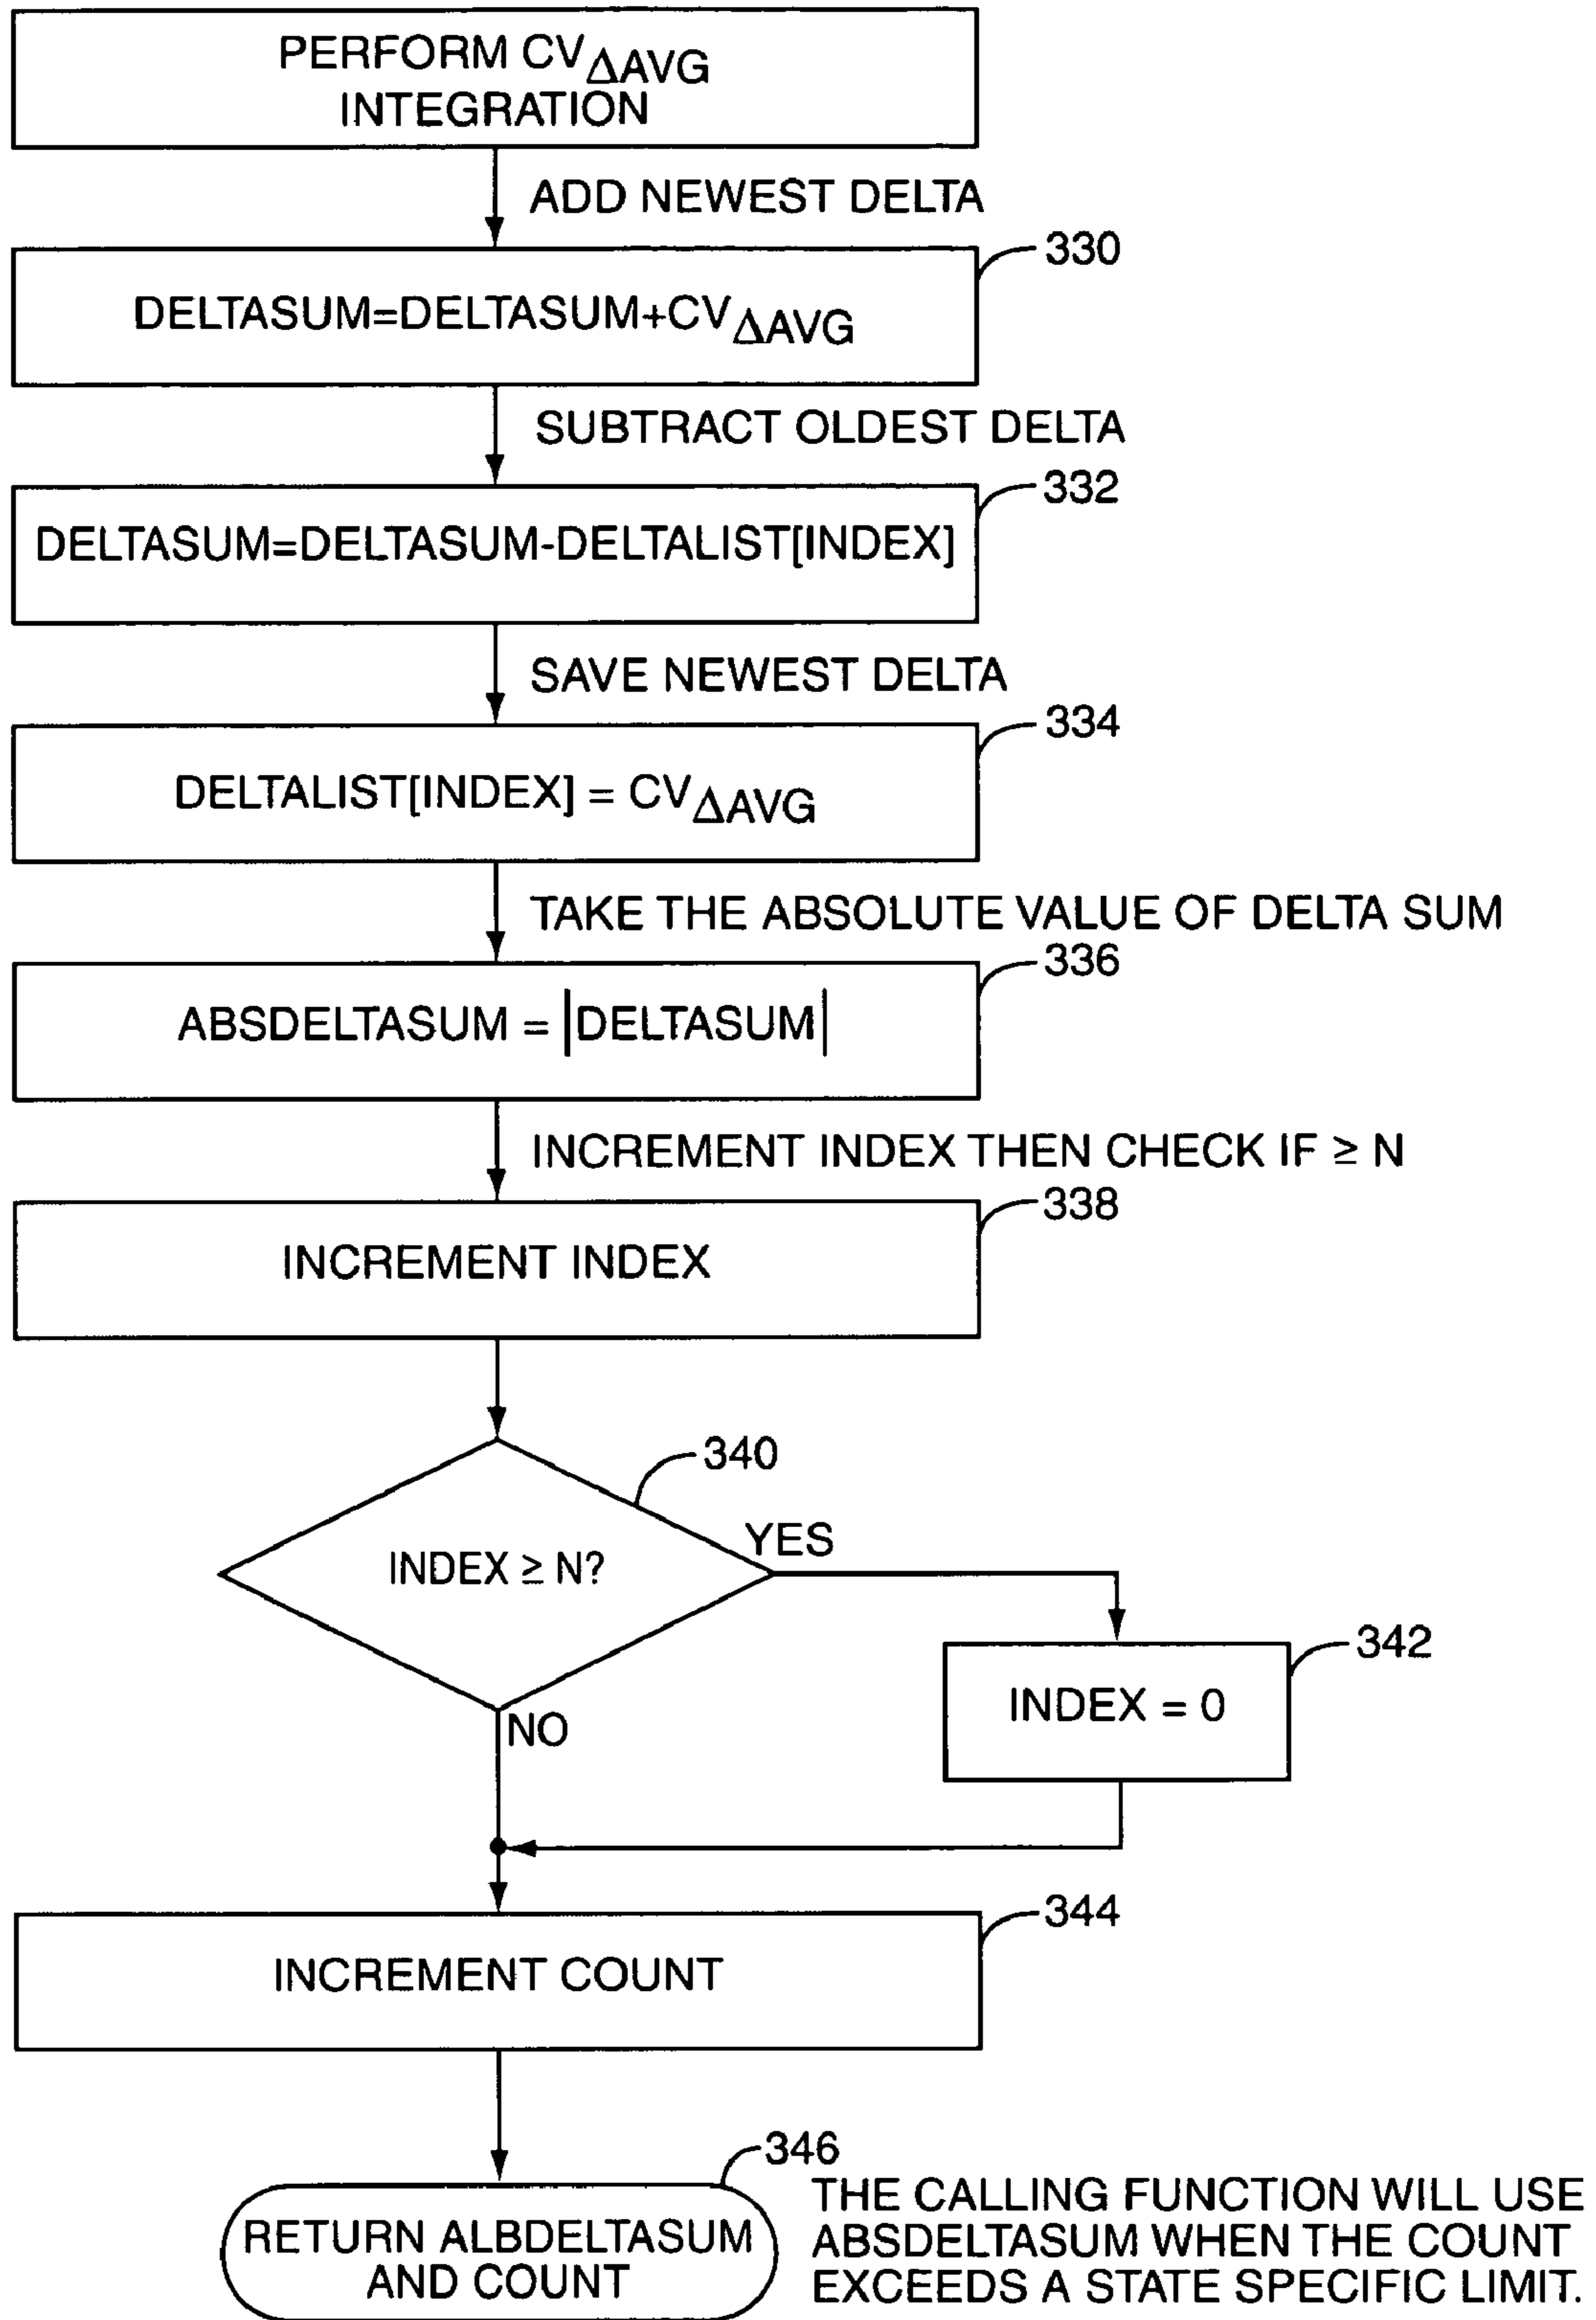 PERFORM CVΔAVG
INTEGRATION
ADD NEWEST DELTA
330
DELTASUM=DELTASUM+CVΔAVG
SUBTRACT OLDEST DELTA
332
DELTASUM=DELTASUM-DELTALIST[INDEX]
SAVE NEWEST DELTA
334
DELTALIST[INDEX] = CVΔAVG
TAKE THE ABSOLUTE VALUE OF DELTA SUM
336
ABSDELTASUM = |DELTASUM|
INCREMENT INDEX THEN CHECK IF ≥ N
338
INCREMENT INDEX
340
INDEX ≥ N?
YES
342
INDEX = 0
NO
344
INCREMENT COUNT
346
RETURN ALBDELTASUM
AND COUNT
THE CALLING FUNCTION WILL USE
ABSDELTASUM WHEN THE COUNT
EXCEEDS A STATE SPECIFIC LIMIT.